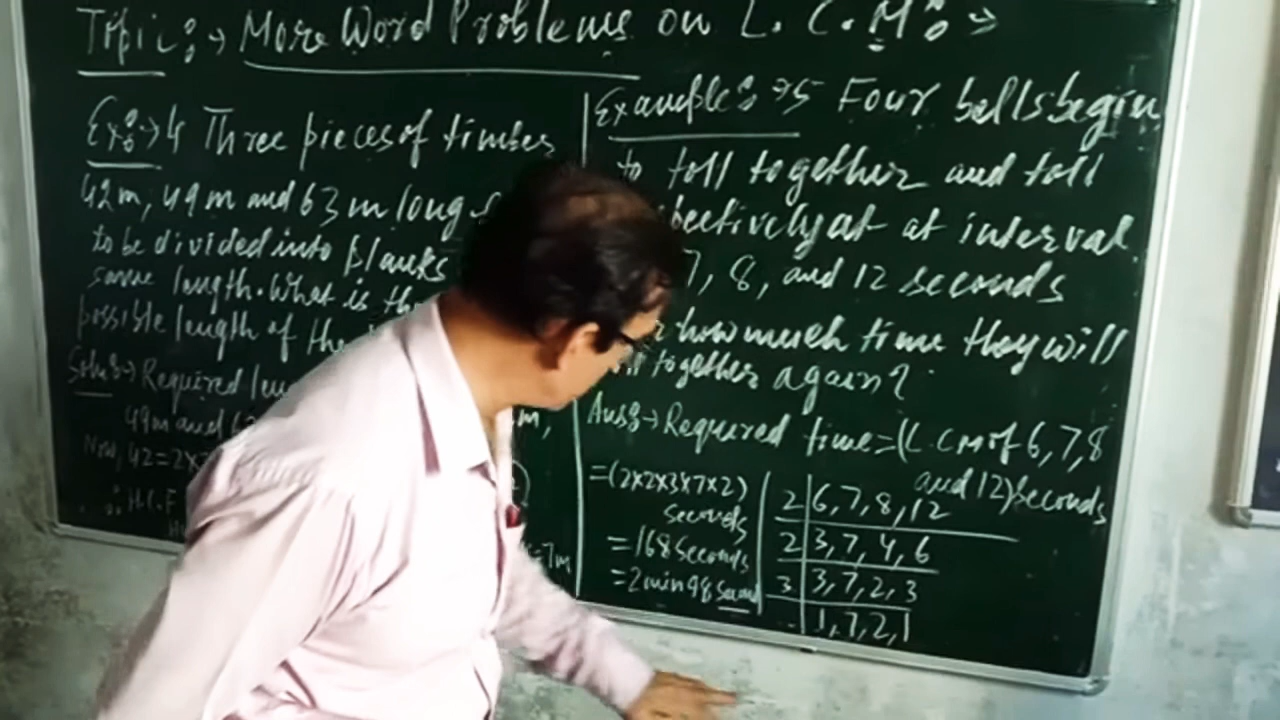 Topic:→ More Word Problems on L.C.M:→
Ex:→4 Three pieces of timber
42m, 49m and 63m long
to be divided into planks
same length. What is the
possible length of the
Soln:→ Required
49m and 63
m,
Now, 42=2×
∴ H.C.F
=7m
Example:→5 Four bells begin
to toll together and toll
at at interval
7, 8, and 12 seconds
how much time they will
together again?
Ans:→ Required time=(L.CM of 6,7,8
and 12)seconds
=(2×2×3×7×2)
seconds
=168 seconds
=2min 48
2 6, 7, 8, 12
2 3, 7, 4, 6
3 3, 7, 2, 3
1, 7, 2, 1